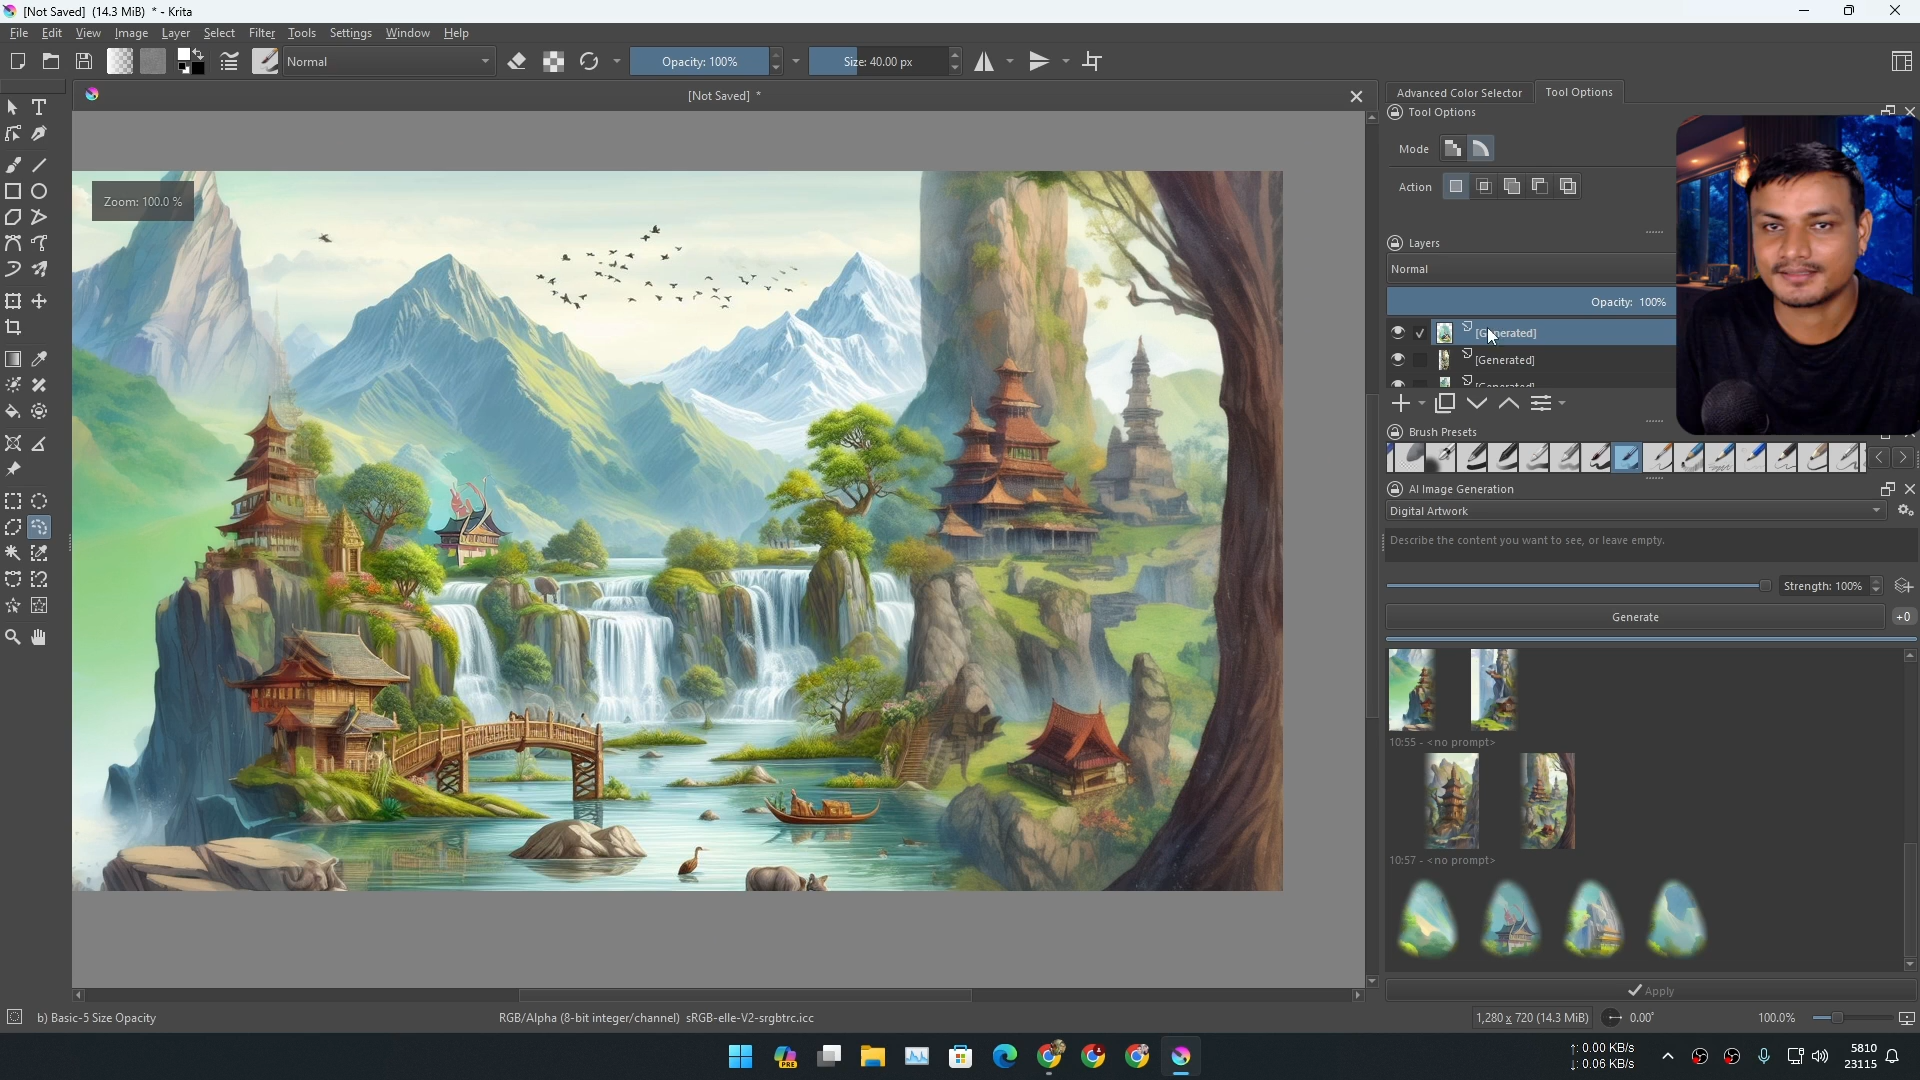 [Not Saved] (14.3 MiB) * - Krita
File Edit View Image Layer Select Filter Tools Settings Window Help
Normal
Opacity: 100%
Size: 40.00 px
[Not Saved] *
Advanced Color Selector
Tool Options
Tool Options
Mode
Action
Zoom: 100.0 %
Layers
Normal
Opacity: 100%
[Generated]
[Generated]
[Generated]
Brush Presets
AI Image Generation
Digital Artwork
Describe the content you want to see, or leave empty.
Strength: 100%
Generate
+0
10:55 - <no prompt>
10:57 - <no prompt>
Apply
b) Basic-5 Size Opacity
RGB/Alpha (8-bit integer/channel) sRGB-elle-V2-srgbtrc.icc
1,280 x 720 (14.3 MiB)
0.00°
100.0%
PRE
↑: 0.00 KB/s
↓: 0.06 KB/s
5810
23115